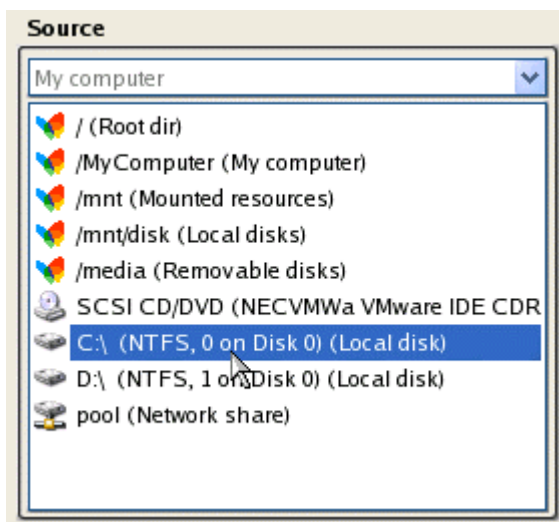 Source
My computer
/ (Root dir)
/MyComputer (My computer)
/mnt (Mounted resources)
/mnt/disk (Local disks)
/media (Removable disks)
SCSI CD/DVD (NECVMWa VMware IDE CDR
C:\ (NTFS, 0 on Disk 0) (Local disk)
D:\ (NTFS, 1 on Disk 0) (Local disk)
pool (Network share)